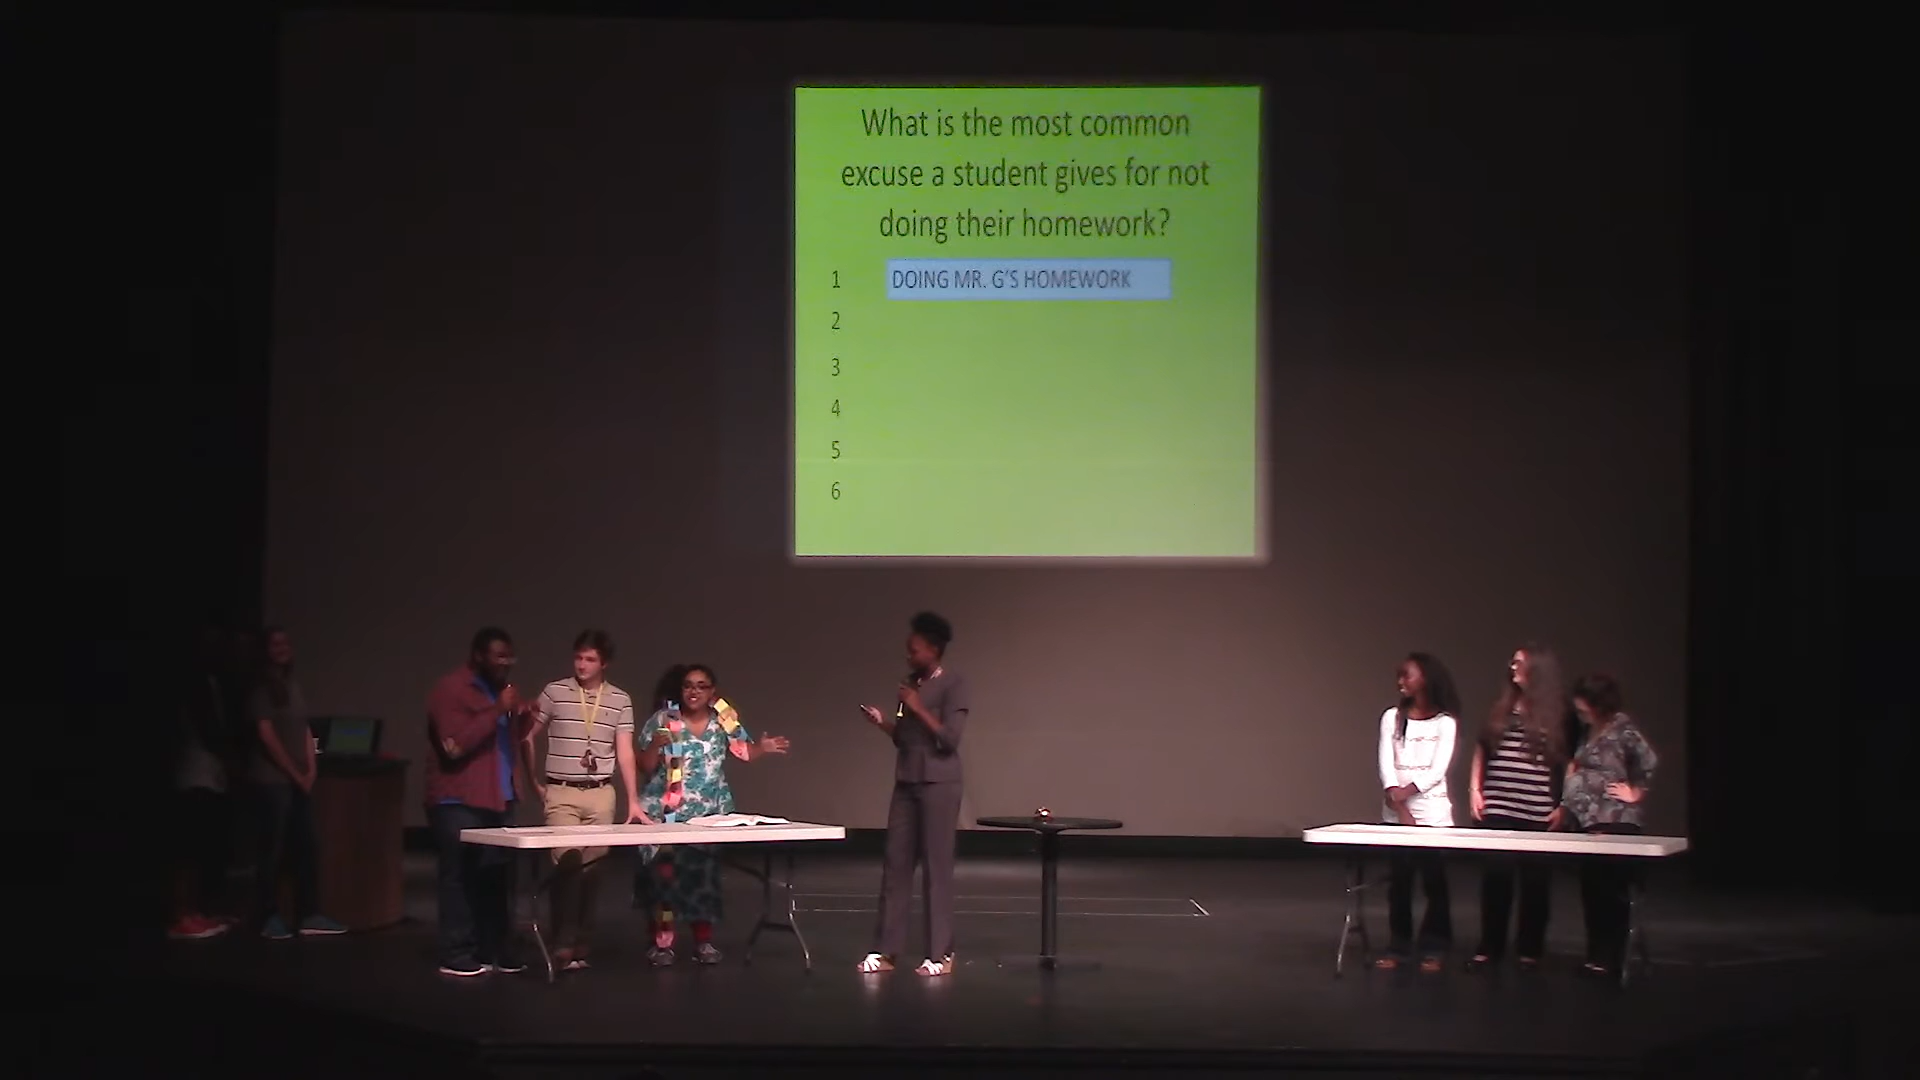 What is the most common
excuse a student gives for not
doing their homework?
1 DOING MR. G'S HOMEWORK
2
3
4
5
6